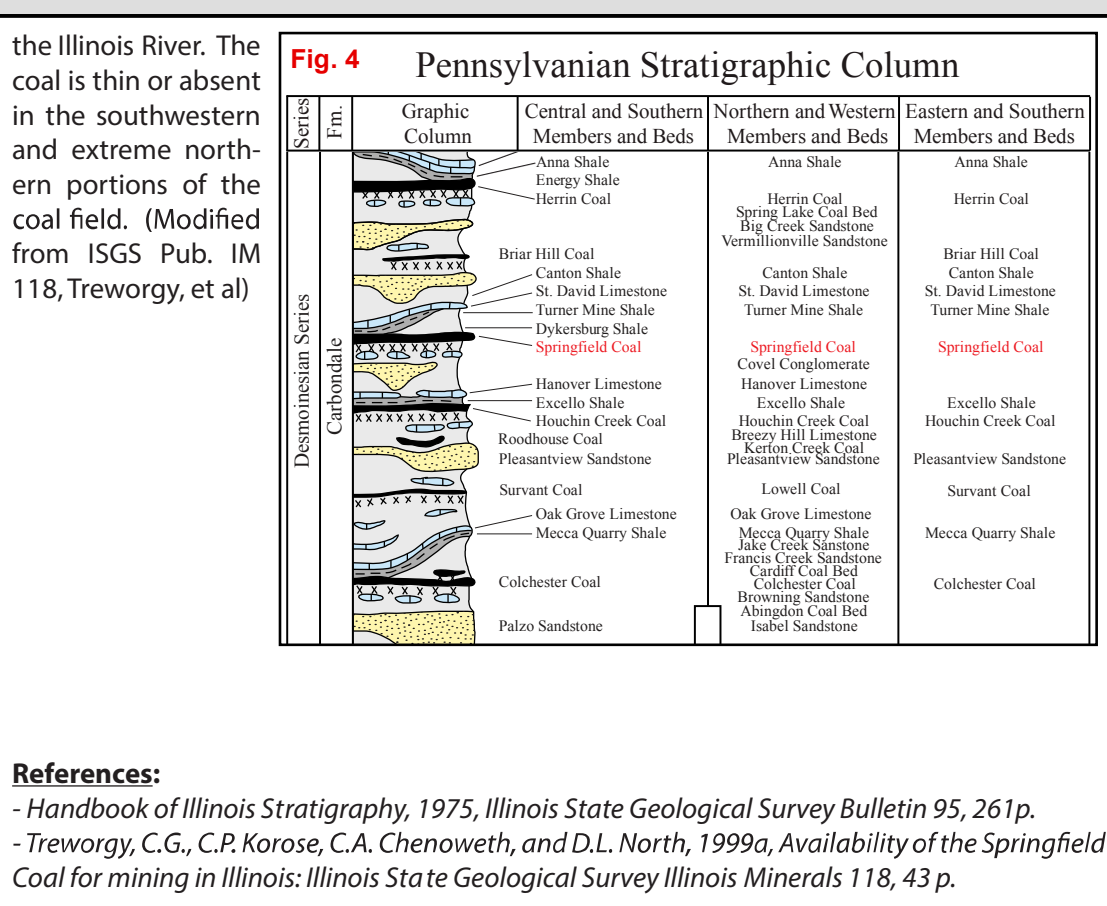 the Illinois River. The
coal is thin or absent
in the southwestern
and extreme north-
ern portions of the
coal field. (Modified
from ISGS Pub. IM
118, Treworgy, et al)
Fig. 4
Pennsylvanian Stratigraphic Column
Series
Fm.
Graphic
Column
Central and Southern
Members and Beds
Northern and Western
Members and Beds
Eastern and Southern
Members and Beds
Desmoinesian Series
Carbondale
Anna Shale
Energy Shale
Herrin Coal
Briar Hill Coal
Canton Shale
St. David Limestone
Turner Mine Shale
Dykersburg Shale
Springfield Coal
Hanover Limestone
Excello Shale
Houchin Creek Coal
Roodhouse Coal
Pleasantview Sandstone
Survant Coal
Oak Grove Limestone
Mecca Quarry Shale
Colchester Coal
Palzo Sandstone
Anna Shale
Herrin Coal
Spring Lake Coal Bed
Big Creek Sandstone
Vermillionville Sandstone
Canton Shale
St. David Limestone
Turner Mine Shale
Springfield Coal
Covel Conglomerate
Hanover Limestone
Excello Shale
Houchin Creek Coal
Breezy Hill Limestone
Kerton Creek Coal
Pleasantview Sandstone
Lowell Coal
Oak Grove Limestone
Mecca Quarry Shale
Jake Creek Sanstone
Francis Creek Sandstone
Cardiff Coal Bed
Colchester Coal
Browning Sandstone
Abingdon Coal Bed
Isabel Sandstone
Anna Shale
Herrin Coal
Briar Hill Coal
Canton Shale
St. David Limestone
Turner Mine Shale
Springfield Coal
Excello Shale
Houchin Creek Coal
Pleasantview Sandstone
Survant Coal
Mecca Quarry Shale
Colchester Coal
References:
- Handbook of Illinois Stratigraphy, 1975, Illinois State Geological Survey Bulletin 95, 261p.
- Treworgy, C.G., C.P. Korose, C.A. Chenoweth, and D.L. North, 1999a, Availability of the Springfield
Coal for mining in Illinois: Illinois State Geological Survey Illinois Minerals 118, 43 p.